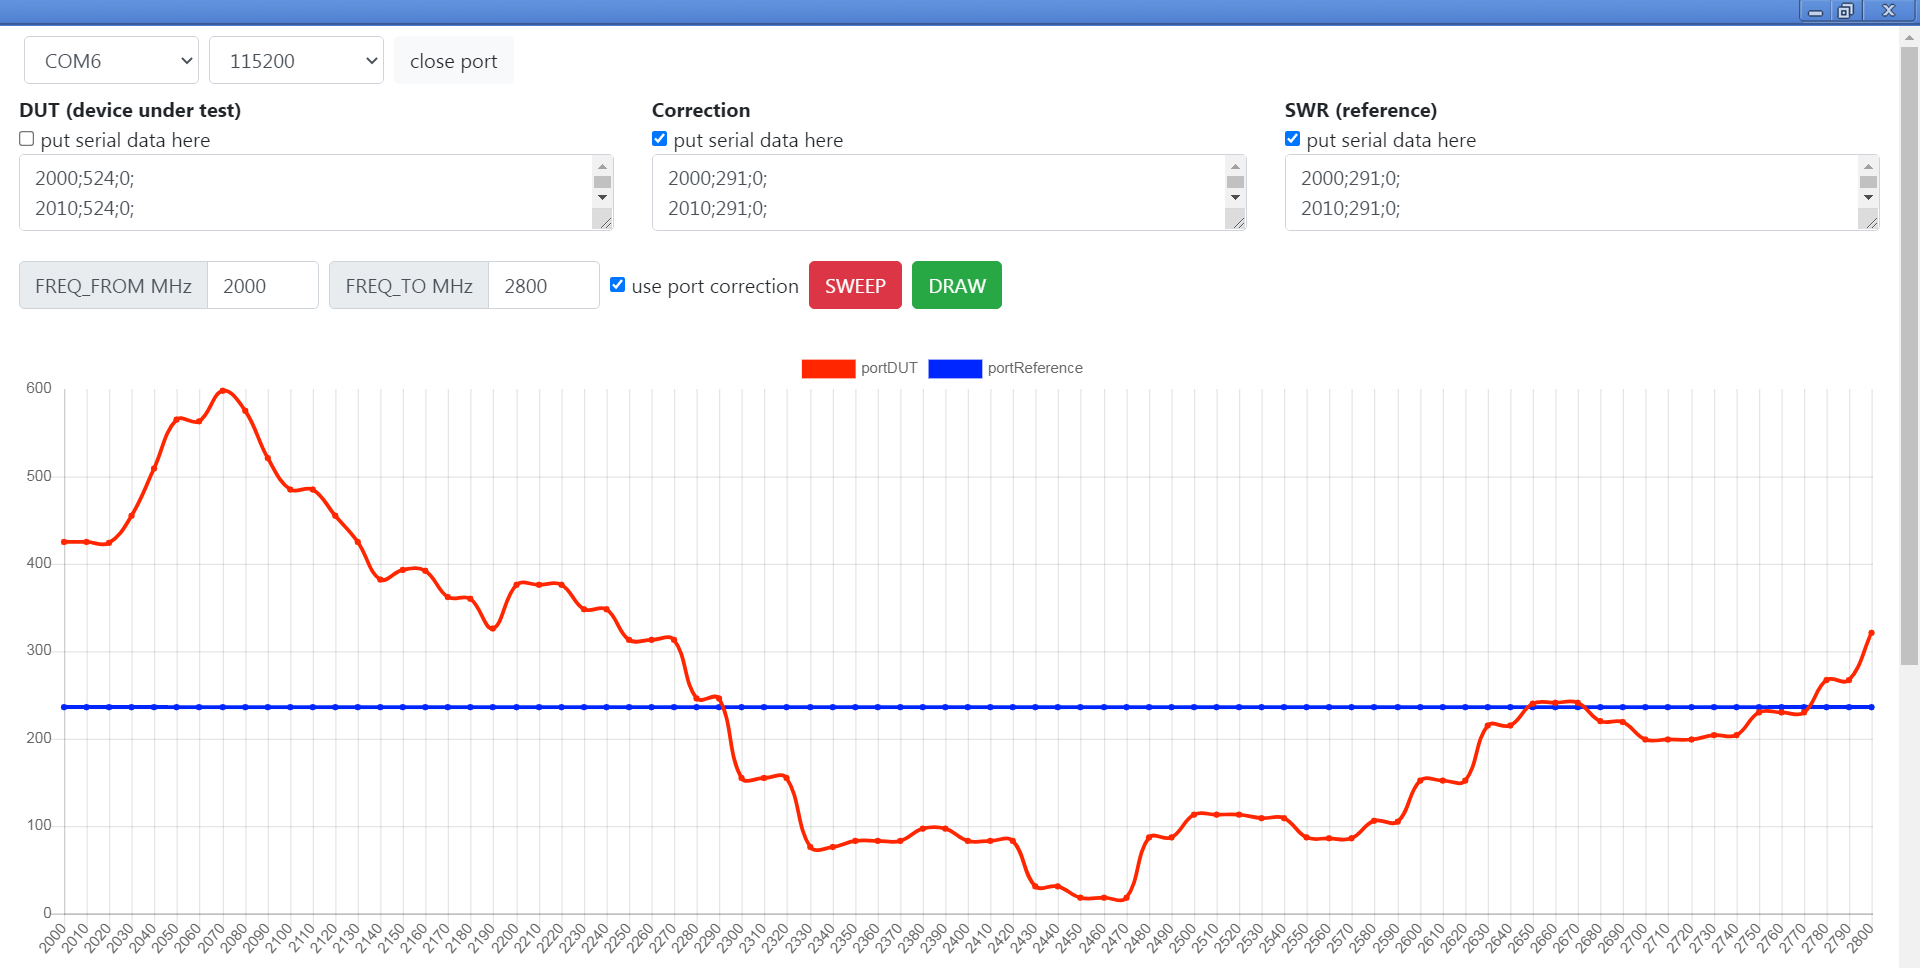 COM6 115200 close port
DUT (device under test) Correction SWR (reference)
put serial data here put serial data here put serial data here
2000;524;0; 2000;291;0; 2000;291;0;
2010;524;0; 2010;291;0; 2010;291;0;
FREQ_FROM MHz 2000 FREQ_TO MHz 2800 use port correction SWEEP DRAW
portDUT portReference
600
500
400
300
200
100
0
2000 2010 2020 2030 2040 2050 2060 2070 2080 2090 2100 2110 2120 2130 2140 2150 2160 2170 2180 2190 2200 2210 2220 2230 2240 2250 2260 2270 2280 2290 2300 2310 2320 2330 2340 2350 2360 2370 2380 2390 2400 2410 2420 2430 2440 2450 2460 2470 2480 2490 2500 2510 2520 2530 2540 2550 2560 2570 2580 2590 2600 2610 2620 2630 2640 2650 2660 2670 2680 2690 2700 2710 2720 2730 2740 2750 2760 2770 2780 2790 2800